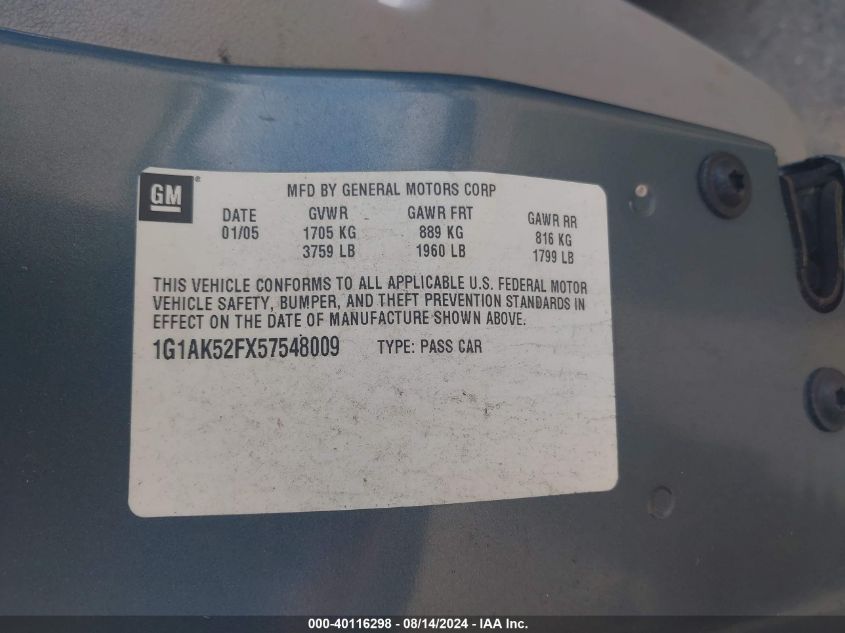 GM®
MFD BY GENERAL MOTORS CORP
DATE GVWR GAWR FRT GAWR RR
01/05 1705 KG 889 KG 816 KG
3759 LB 1960 LB 1799 LB
THIS VEHICLE CONFORMS TO ALL APPLICABLE U.S. FEDERAL MOTOR
VEHICLE SAFETY, BUMPER, AND THEFT PREVENTION STANDARDS IN
EFFECT ON THE DATE OF MANUFACTURE SHOWN ABOVE.
1G1AK52FX57548009 TYPE: PASS CAR
000-40116298 - 08/14/2024 - IAA Inc.